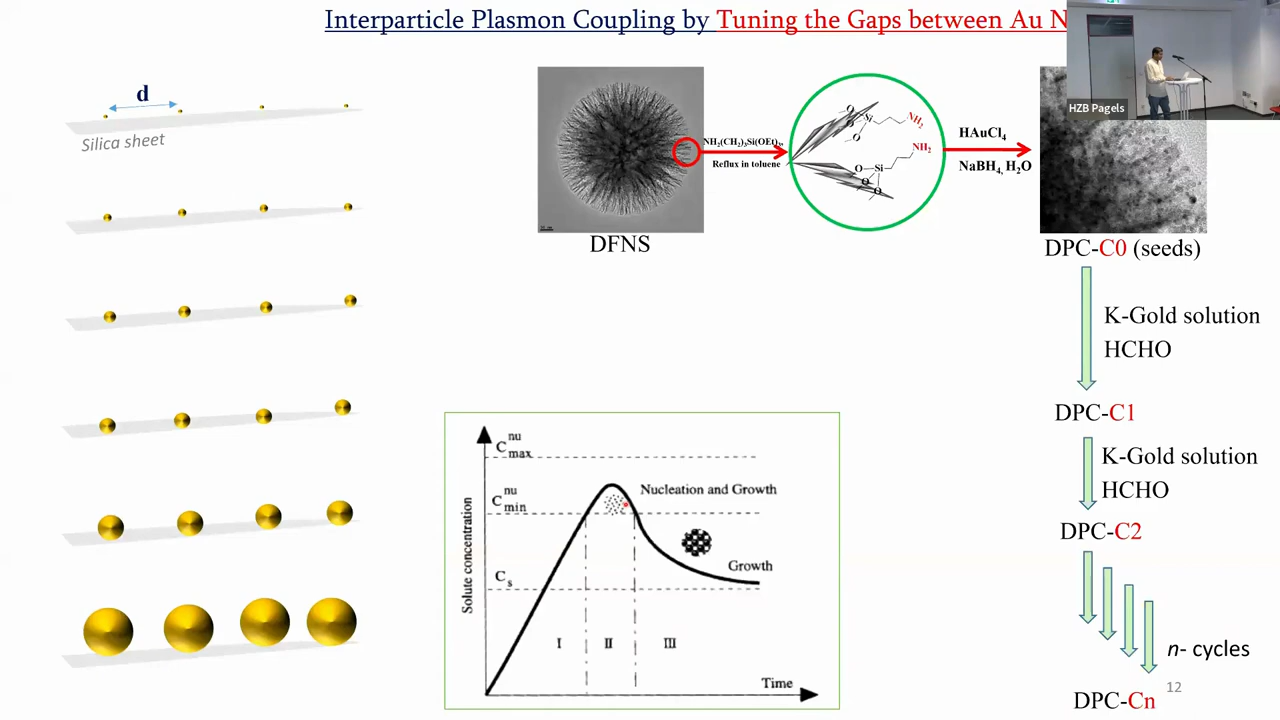 Interparticle Plasmon Coupling by Tuning the Gaps between Au N
HZB Pagels
d
Silica sheet
NH2(CH2)3Si(OEt)3,
Reflux in toluene
O
Si
NH2
O
O
NH2
O
Si
O
O
HAuCl4
NaBH4, H2O
DFNS
DPC-C0 (seeds)
K-Gold solution
HCHO
DPC-C1
K-Gold solution
HCHO
DPC-C2
n- cycles
DPC-Cn
12
C nu max
C nu min
Nucleation and Growth
Growth
Cs
Solute concentration
I II III
Time